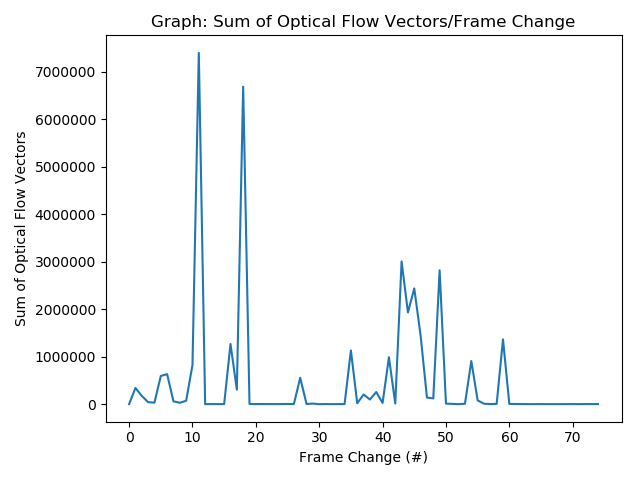 Graph: Sum of Optical Flow Vectors/Frame Change
Sum of Optical Flow Vectors
7000000
6000000
5000000
4000000
3000000
2000000
1000000
0
0 10 20 30 40 50 60 70
Frame Change (#)